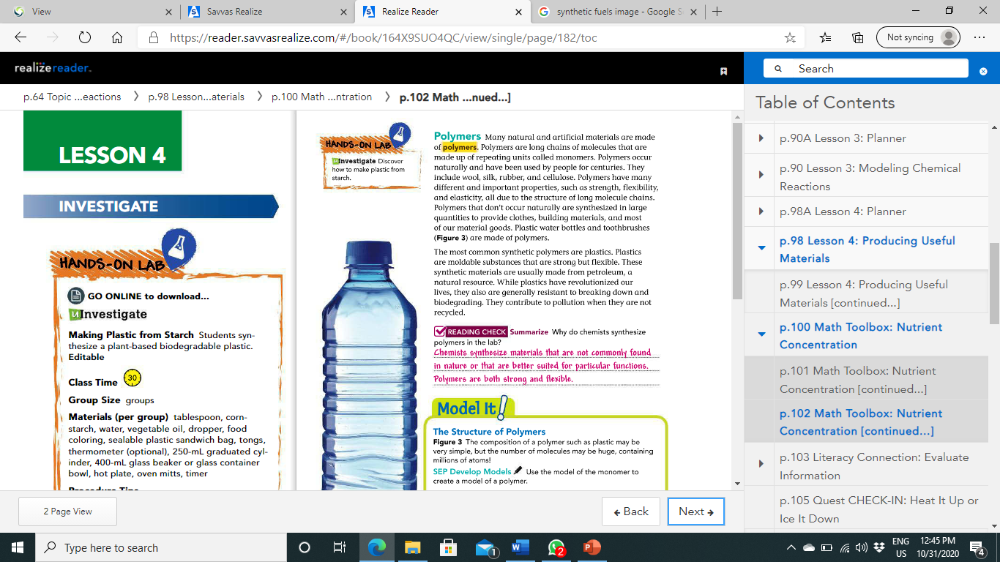 View
Savvas Realize
Realize Reader
synthetic fuels image - Google S
https://reader.savvasrealize.com/#/book/164X9SUO4QC/view/single/page/182/toc
Not syncing
realizereader.
Search
p.64 Topic ...eactions
p.98 Lesson...aterials
p.100 Math ...ntration
p.102 Math ...nued...]
LESSON 4
INVESTIGATE
HANDS-ON LAB
GO ONLINE to download...
uInvestigate
Making Plastic from Starch Students syn-
thesize a plant-based biodegradable plastic.
Editable
Class Time 30
Group Size groups
Materials (per group) tablespoon, corn-
starch, water, vegetable oil, dropper, food
coloring, sealable plastic sandwich bag, tongs,
thermometer (optional), 250-mL graduated cyl-
inder, 400-mL glass beaker or glass container
bowl, hot plate, oven mitts, timer
Procedure Tips
HANDS-ON LAB
uInvestigate Discover
how to make plastic from
starch.
Polymers Many natural and artificial materials are made
of polymers. Polymers are long chains of molecules that are
made up of repeating units called monomers. Polymers occur
naturally and have been used by people for centuries. They
include wool, silk, rubber, and cellulose. Polymers have many
different and important properties, such as strength, flexibility,
and elasticity, all due to the structure of long molecule chains.
Polymers that don't occur naturally are synthesized in large
quantities to provide clothes, building materials, and most
of our material goods. Plastic water bottles and toothbrushes
(Figure 3) are made of polymers.
The most common synthetic polymers are plastics. Plastics
are moldable substances that are strong but flexible. These
synthetic materials are usually made from petroleum, a
natural resource. While plastics have revolutionized our
lives, they also are generally resistant to breaking down and
biodegrading. They contribute to pollution when they are not
recycled.
READING CHECK Summarize Why do chemists synthesize
polymers in the lab?
Chemists synthesize materials that are not commonly found
in nature or that are better suited for particular functions.
Polymers are both strong and flexible.
Model It!
The Structure of Polymers
Figure 3 The composition of a polymer such as plastic may be
very simple, but the number of molecules may be huge, containing
millions of atoms!
SEP Develop Models Use the model of the monomer to
create a model of a polymer.
Table of Contents
p.90A Lesson 3: Planner
p.90 Lesson 3: Modeling Chemical
Reactions
p.98A Lesson 4: Planner
p.98 Lesson 4: Producing Useful
Materials
p.99 Lesson 4: Producing Useful
Materials [continued...]
p.100 Math Toolbox: Nutrient
Concentration
p.101 Math Toolbox: Nutrient
Concentration [continued...]
p.102 Math Toolbox: Nutrient
Concentration [continued...]
p.103 Literacy Connection: Evaluate
Information
p.105 Quest CHECK-IN: Heat It Up or
Ice It Down
2 Page View
Back
Next
Type here to search
1
2
ENG
US
12:45 PM
10/31/2020
4